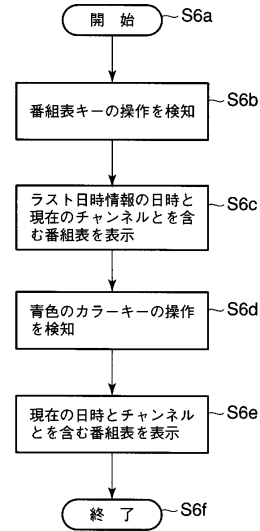 開　始
S6a
番組表キーの操作を検知
S6b
ラスト日時情報の日時と
現在のチャンネルとを含
む番組表を表示
S6c
青色のカラーキーの操作
を検知
S6d
現在の日時とチャンネル
とを含む番組表を表示
S6e
終　了
S6f